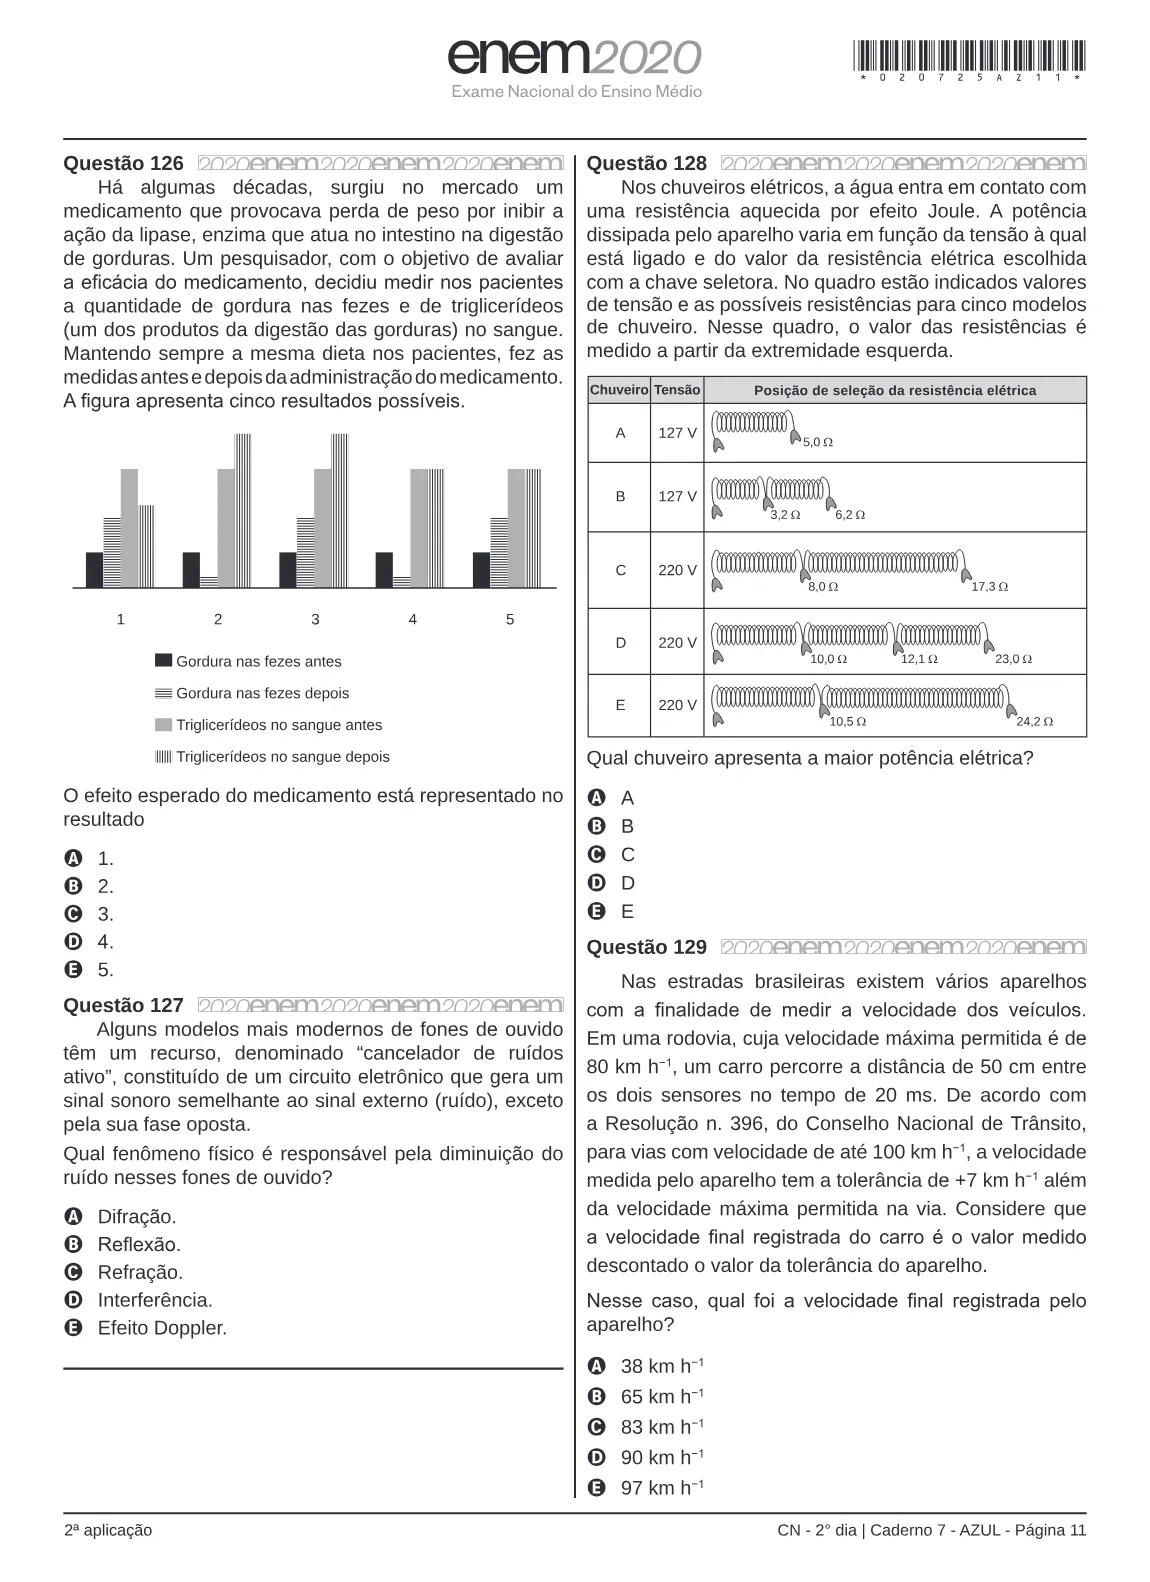 enem2020
Exame Nacional do Ensino Médio
*020725AZ11*
Questão 126 2020enem2020enem2020enem
Há algumas décadas, surgiu no mercado um
medicamento que provocava perda de peso por inibir a
ação da lipase, enzima que atua no intestino na digestão
de gorduras. Um pesquisador, com o objetivo de avaliar
a eficácia do medicamento, decidiu medir nos pacientes
a quantidade de gordura nas fezes e de triglicerídeos
(um dos produtos da digestão das gorduras) no sangue.
Mantendo sempre a mesma dieta nos pacientes, fez as
medidas antes e depois da administração do medicamento.
A figura apresenta cinco resultados possíveis.
1 2 3 4 5
Gordura nas fezes antes
Gordura nas fezes depois
Triglicerídeos no sangue antes
Triglicerídeos no sangue depois
O efeito esperado do medicamento está representado no
resultado
A 1.
B 2.
C 3.
D 4.
E 5.
Questão 127 2020enem2020enem2020enem
Alguns modelos mais modernos de fones de ouvido
têm um recurso, denominado “cancelador de ruídos
ativo”, constituído de um circuito eletrônico que gera um
sinal sonoro semelhante ao sinal externo (ruído), exceto
pela sua fase oposta.
Qual fenômeno físico é responsável pela diminuição do
ruído nesses fones de ouvido?
A Difração.
B Reflexão.
C Refração.
D Interferência.
E Efeito Doppler.
Questão 128 2020enem2020enem2020enem
Nos chuveiros elétricos, a água entra em contato com
uma resistência aquecida por efeito Joule. A potência
dissipada pelo aparelho varia em função da tensão à qual
está ligado e do valor da resistência elétrica escolhida
com a chave seletora. No quadro estão indicados valores
de tensão e as possíveis resistências para cinco modelos
de chuveiro. Nesse quadro, o valor das resistências é
medido a partir da extremidade esquerda.
Chuveiro Tensão Posição de seleção da resistência elétrica
A 127 V 5,0 Ω
B 127 V 3,2 Ω 6,2 Ω
C 220 V 8,0 Ω 17,3 Ω
D 220 V 10,0 Ω 12,1 Ω 23,0 Ω
E 220 V 10,5 Ω 24,2 Ω
Qual chuveiro apresenta a maior potência elétrica?
A A
B B
C C
D D
E E
Questão 129 2020enem2020enem2020enem
Nas estradas brasileiras existem vários aparelhos
com a finalidade de medir a velocidade dos veículos.
Em uma rodovia, cuja velocidade máxima permitida é de
80 km h⁻¹, um carro percorre a distância de 50 cm entre
os dois sensores no tempo de 20 ms. De acordo com
a Resolução n. 396, do Conselho Nacional de Trânsito,
para vias com velocidade de até 100 km h⁻¹, a velocidade
medida pelo aparelho tem a tolerância de +7 km h⁻¹ além
da velocidade máxima permitida na via. Considere que
a velocidade final registrada do carro é o valor medido
descontado o valor da tolerância do aparelho.
Nesse caso, qual foi a velocidade final registrada pelo
aparelho?
A 38 km h⁻¹
B 65 km h⁻¹
C 83 km h⁻¹
D 90 km h⁻¹
E 97 km h⁻¹
2ª aplicação
CN - 2° dia | Caderno 7 - AZUL - Página 11